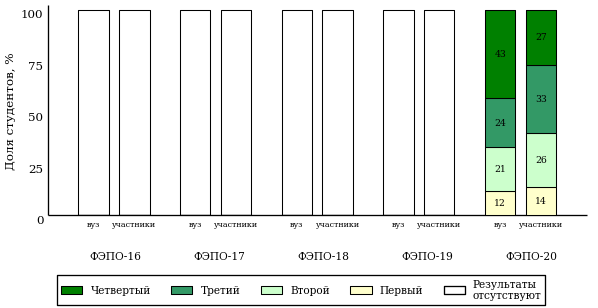 100
75
50
25
0
Доля студентов, %
43
24
21
12
27
33
26
14
вуз участники вуз участники вуз участники вуз участники вуз участники
ФЭПО-16 ФЭПО-17 ФЭПО-18 ФЭПО-19 ФЭПО-20
Четвертый Третий Второй Первый Результаты
отсутствуют